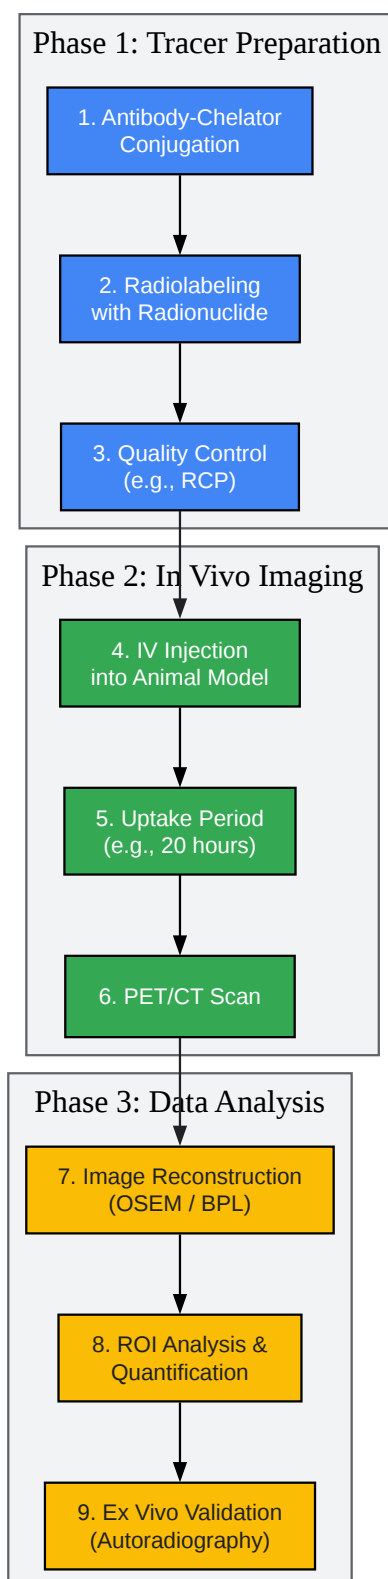 Phase 1: Tracer Preparation
1. Antibody-Chelator
Conjugation
2. Radiolabeling
with Radionuclide
3. Quality Control
(e.g., RCP)
Phase 2: In Vivo Imaging
4. IV Injection
into Animal Model
5. Uptake Period
(e.g., 20 hours)
6. PET/CT Scan
Phase 3: Data Analysis
7. Image Reconstruction
(OSEM / BPL)
8. ROI Analysis &
Quantification
9. Ex Vivo Validation
(Autoradiography)